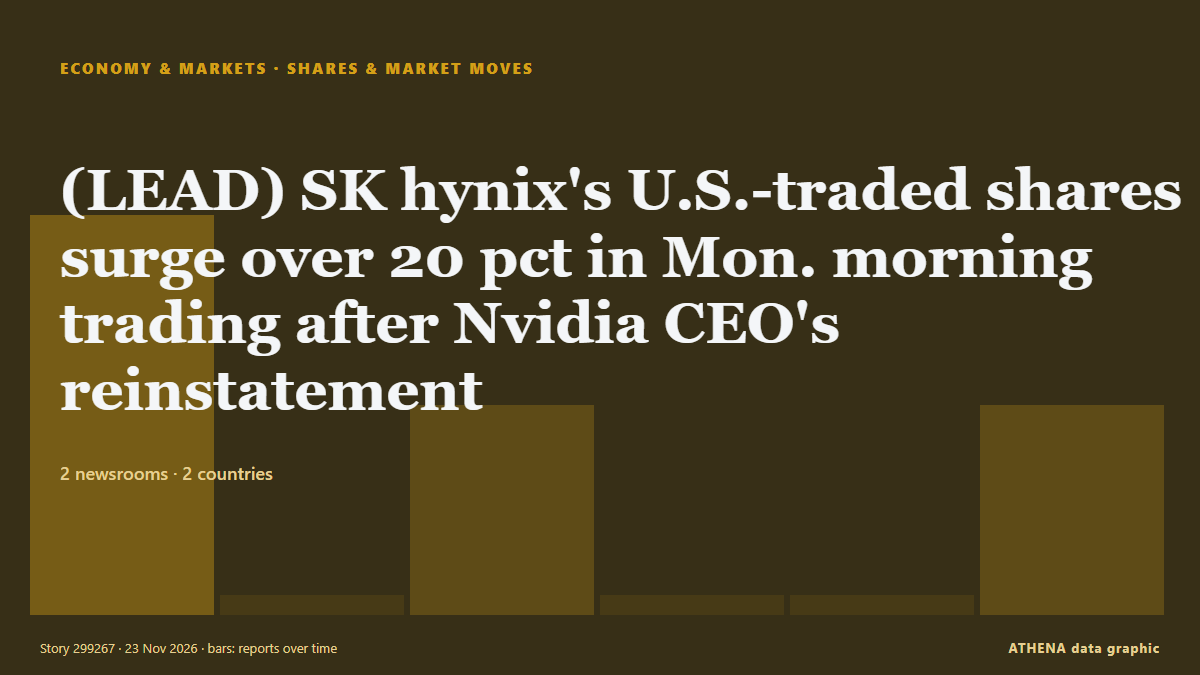 ECONOMY & MARKETS · SHARES & MARKET MOVES
(LEAD) SK hynix's U.S.-traded shares
surge over 20 pct in Mon. morning
trading after Nvidia CEO's
reinstatement
2 newsrooms · 2 countries
Story 299267 · 23 Nov 2026 · bars: reports over time
ATHENA data graphic